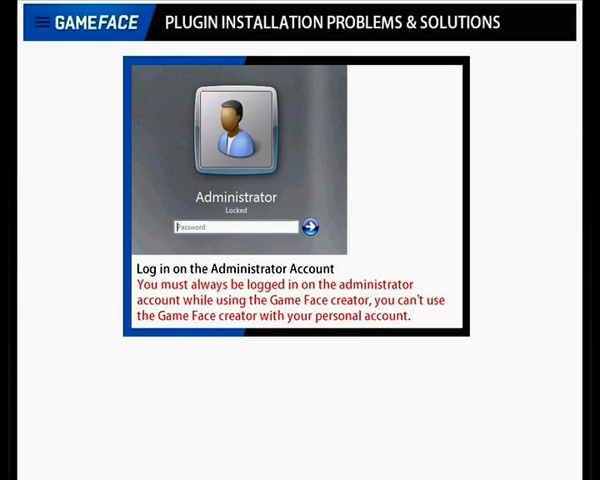 GAMEFACE PLUGIN INSTALLATION PROBLEMS & SOLUTIONS
Administrator
Locked
Password
Log in on the Administrator Account
You must always be logged in on the administrator
account while using the Game Face creator, you can't use
the Game Face creator with your personal account.